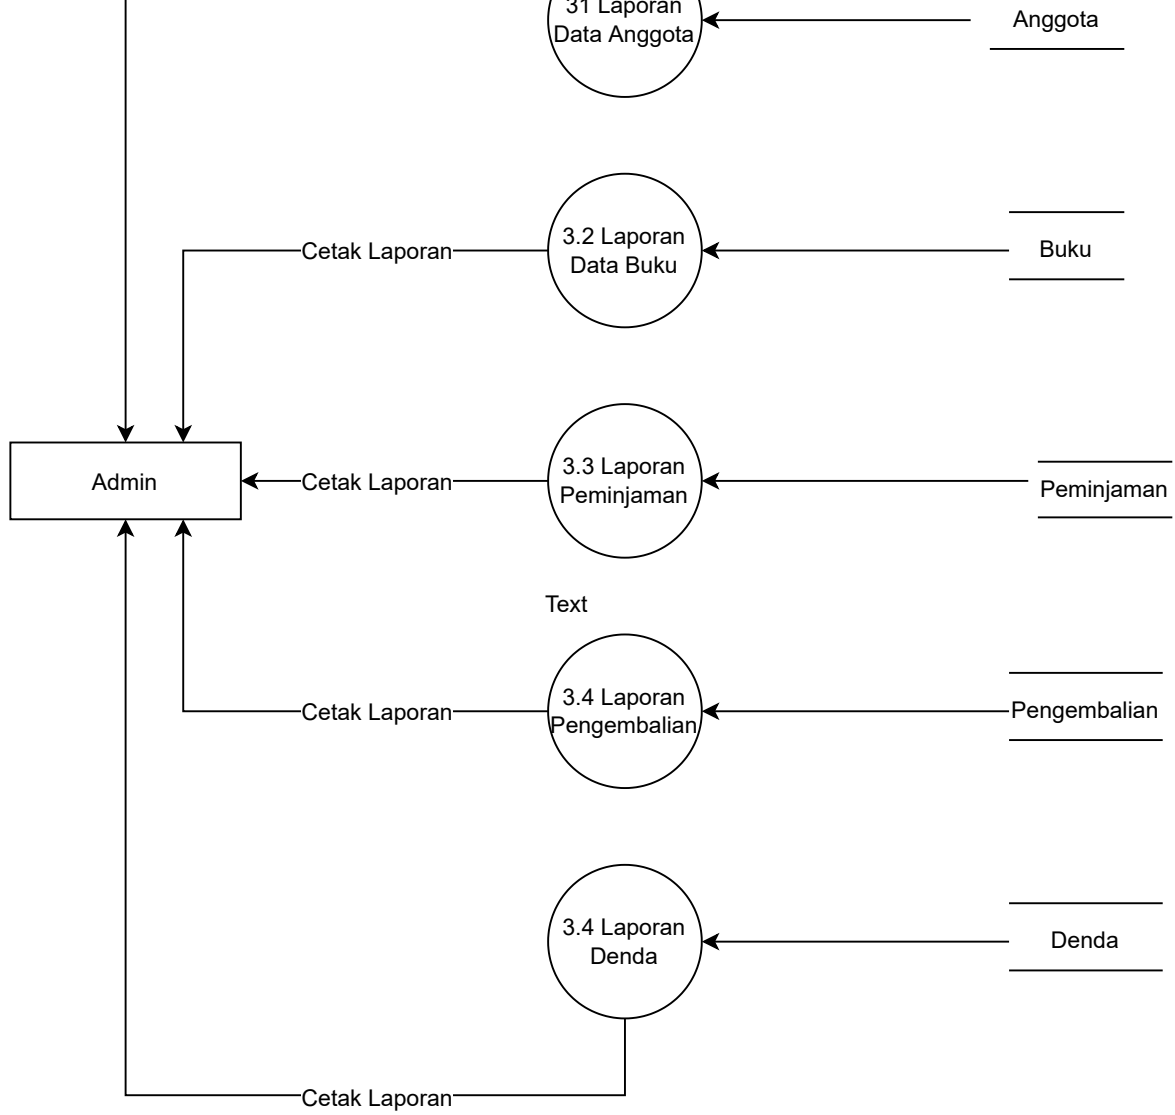 31 Laporan
Data Anggota
Anggota
Cetak Laporan
3.2 Laporan
Data Buku
Buku
Admin
Cetak Laporan
3.3 Laporan
Peminjaman
Peminjaman
Text
Cetak Laporan
3.4 Laporan
Pengembalian
Pengembalian
3.4 Laporan
Denda
Denda
Cetak Laporan